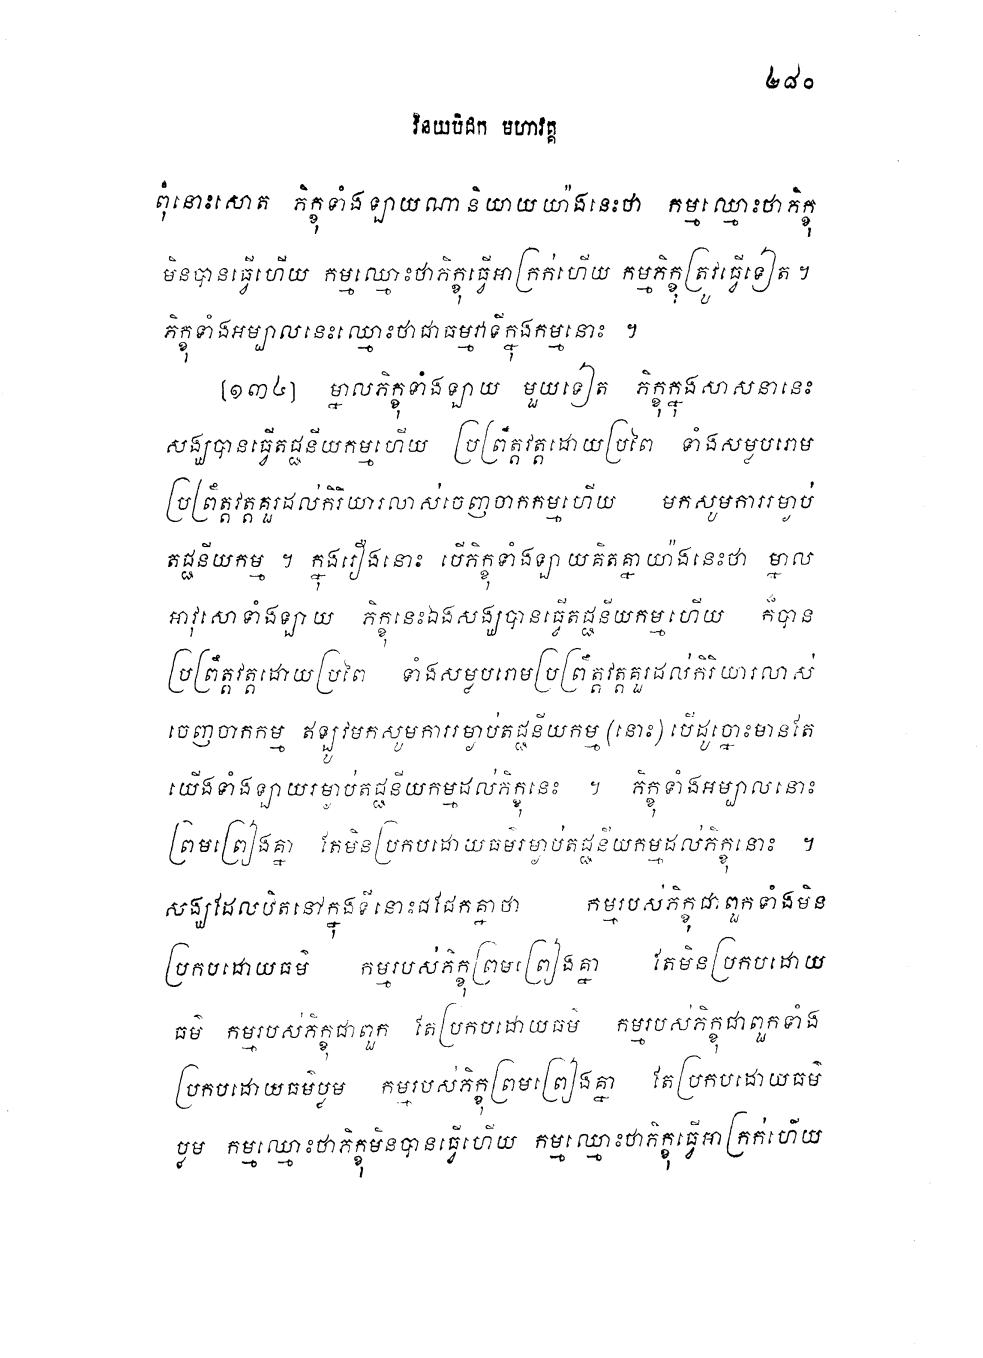 ៤៨០
វិនយបិដក មហាវគ្គ
ពុំនោះសោត ភិក្ខុទាំងឡាយណានិយាយយ៉ាងនេះថា កម្មឈ្មោះថាភិក្ខុ
មិនបានធ្វើហើយ កម្មឈ្មោះថាភិក្ខុធ្វើអាក្រក់ហើយ កម្មភិក្ខុត្រូវធ្វើទៀត ។
ភិក្ខុទាំងអម្បាលនេះឈ្មោះថាជាធម្មវាទីក្នុងកម្មនោះ ។
[១៣៤] ម្នាលភិក្ខុទាំងឡាយ មួយទៀត ភិក្ខុក្នុងសាសនានេះ
សង្ឃបានធ្វើតជ្ជនីយកម្មហើយ ប្រព្រឹត្តវត្តដោយប្រពៃ ទាំងសម្ងបរោម
ប្រព្រឹត្តវត្តគួរដល់កិរិយារលាស់ចេញចាកកម្មហើយ មកសូមការរម្ងាប់
តជ្ជនីយកម្ម ។ ក្នុងរឿងនោះ បើភិក្ខុទាំងឡាយគិតគ្នាយ៉ាងនេះថា ម្នាល
អាវុសោទាំងឡាយ ភិក្ខុនេះឯងសង្ឃបានធ្វើតជ្ជនីយកម្មហើយ ក៏បាន
ប្រព្រឹត្តវត្តដោយប្រពៃ ទាំងសម្ងបរោមប្រព្រឹត្តវត្តគួរដល់កិរិយារលាស់
ចេញចាកកម្ម ឥឡូវមកសូមការរម្ងាប់តជ្ជនីយកម្ម (នោះ) បើដូច្នោះមានតែ
យើងទាំងឡាយរម្ងាប់តជ្ជនីយកម្មដល់ភិក្ខុនេះ ។ ភិក្ខុទាំងអម្បាលនោះ
ព្រមព្រៀងគ្នា តែមិនប្រកបដោយធម៌រម្ងាប់តជ្ជនីយកម្មដល់ភិក្ខុនោះ ។
សង្ឃដែលឋិតនៅក្នុងទីនោះជជែកគ្នាថា កម្មរបស់ភិក្ខុជាពួកទាំងមិន
ប្រកបដោយធម៌ កម្មរបស់ភិក្ខុព្រមព្រៀងគ្នា តែមិនប្រកបដោយ
ធម៌ កម្មរបស់ភិក្ខុជាពួក តែប្រកបដោយធម៌ កម្មរបស់ភិក្ខុជាពួកទាំង
ប្រកបដោយធម៌ប្លម កម្មរបស់ភិក្ខុព្រមព្រៀងគ្នា តែប្រកបដោយធម៌
ប្លម កម្មឈ្មោះថាភិក្ខុមិនបានធ្វើហើយ កម្មឈ្មោះថាភិក្ខុធ្វើអាក្រក់ហើយ